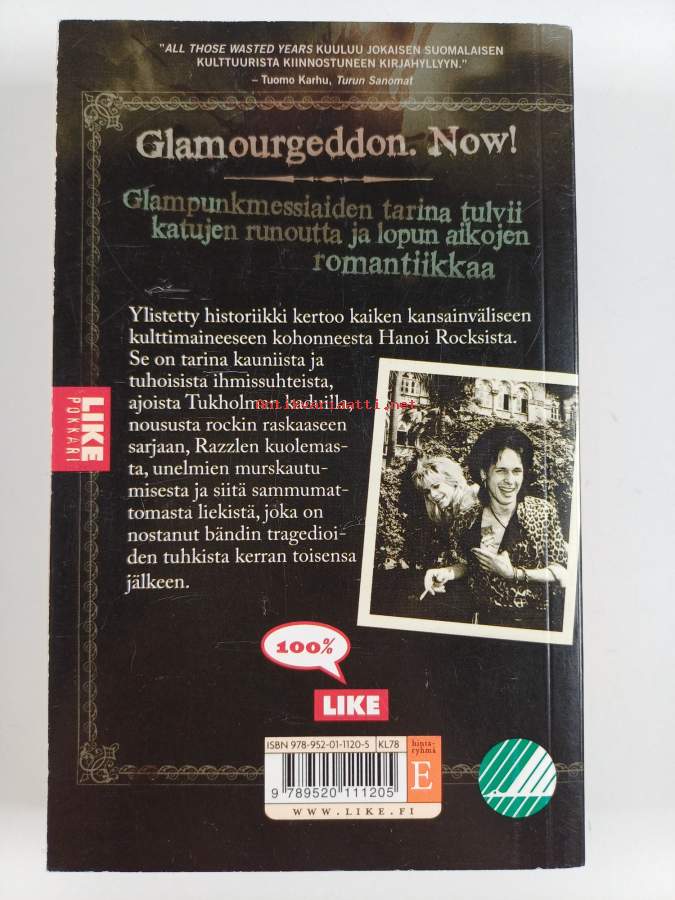 "ALL THOSE WASTED YEARS KUULUU JOKAISEN SUOMALAISEN
KULTTUURISTA KIINNOSTUNEEN KIRJAHYLLYYN."
– Tuomo Karhu, Turun Sanomat
Glamourgeddon. Now!
Glampunkmessiaiden tarina tulvii
katujen runoutta ja lopun aikojen
romantiikkaa
Ylistetty historiikki kertoo kaiken kansainväliseen
kulttimaineeseen kohonneesta Hanoi Rocksista.
Se on tarina kauniista ja
tuhoisista ihmissuhteista,
ajoista Tukholman kaduilla,
noususta rockin raskaaseen
sarjaan, Razzlen kuolemas-
ta, unelmien murskautu-
misesta ja siitä sammumat-
tomasta liekistä, joka on
nostanut bändin tragedioi-
den tuhkista kerran toisensa
jälkeen.
LIKE
POKKARI
100%
LIKE
ISBN 978-952-01-1120-5 KL78
hinta-
ryhmä
E
9 789520 111205
WWW.LIKE.FI